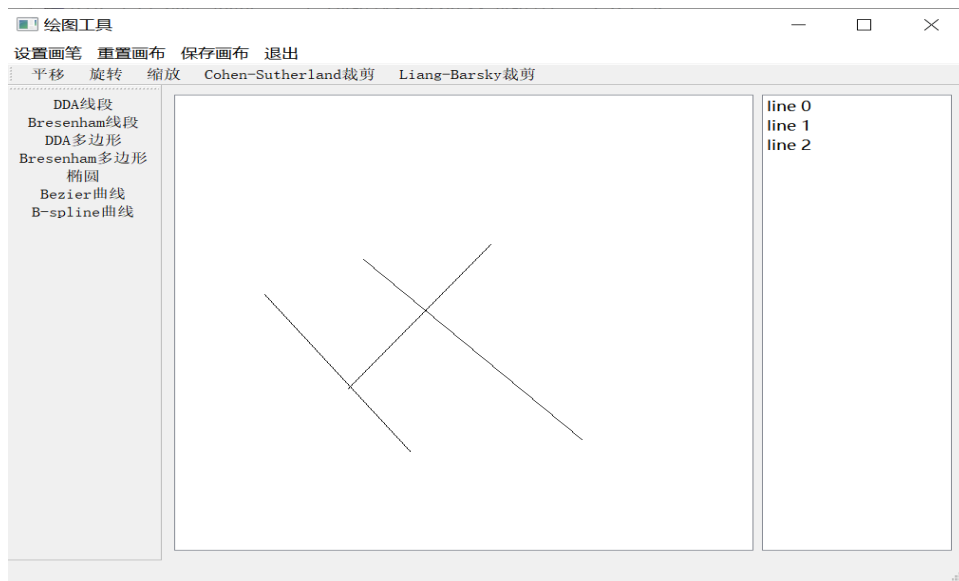 绘图工具
设置画笔 重置画布 保存画布 退出
平移 旋转 缩放 Cohen-Sutherland裁剪 Liang-Barsky裁剪
DDA线段
Bresenham线段
DDA多边形
Bresenham多边形
椭圆
Bezier曲线
B-spline曲线
line 0
line 1
line 2